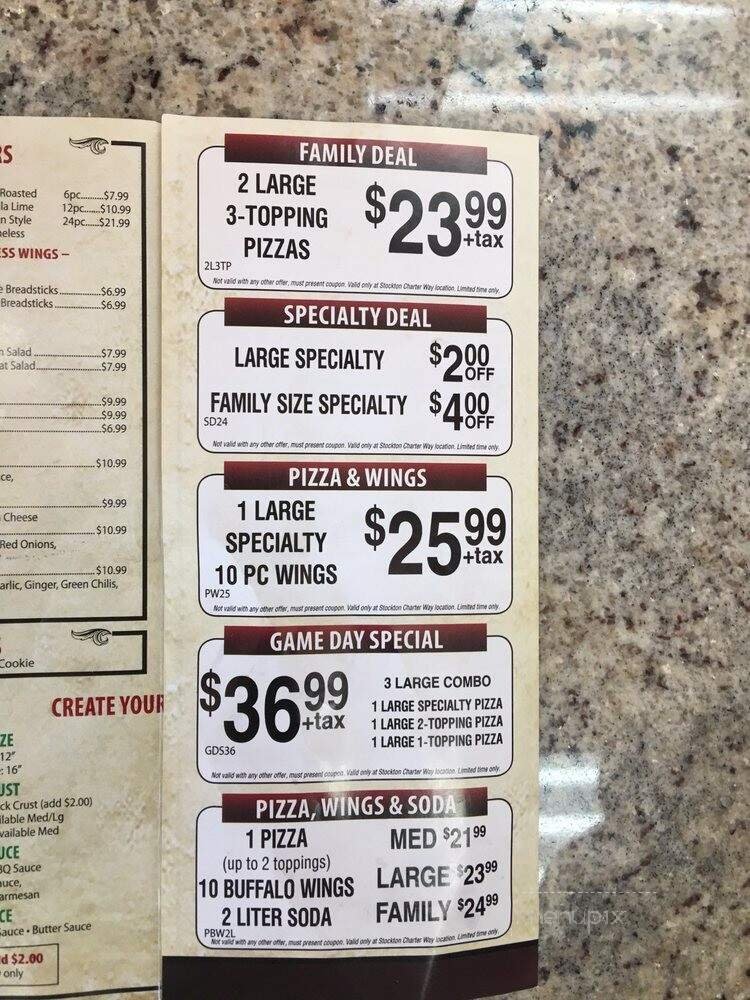 RS
Roasted 6pc.........$7.99
la Lime 12pc.....$10.99
n Style 24pc.....$21.99
neless
ESS WINGS –
e Breadsticks..............$6.99
Breadsticks..............$6.99
n Salad........................$7.99
at Salad......................$7.99
$9.99
$9.99
$6.99
$10.99
ce,
$9.99
Cheese
$10.99
Red Onions,
$10.99
arlic, Ginger, Green Chilis,
S
Cookie
CREATE YOUR
ZE
12"
: 16"
UST
ck Crust (add $2.00)
ilable Med/Lg
vailable Med
UCE
BQ Sauce
auce,
armesan
CE
Sauce • Butter Sauce
d $2.00
only
FAMILY DEAL
2 LARGE
3-TOPPING
PIZZAS
$23.99
+tax
2L3TP
Not valid with any other offer, must present coupon. Valid only at Stockton Charter Way location. Limited time only.
SPECIALTY DEAL
LARGE SPECIALTY $2.00 OFF
FAMILY SIZE SPECIALTY $4.00 OFF
SD24
Not valid with any other offer, must present coupon. Valid only at Stockton Charter Way location. Limited time only.
PIZZA & WINGS
1 LARGE
SPECIALTY
10 PC WINGS
$25.99
+tax
PW25
Not valid with any other offer, must present coupon. Valid only at Stockton Charter Way location. Limited time only.
GAME DAY SPECIAL
$36.99
+tax
3 LARGE COMBO
1 LARGE SPECIALTY PIZZA
1 LARGE 2-TOPPING PIZZA
1 LARGE 1-TOPPING PIZZA
GDS36
Not valid with any other offer, must present coupon. Valid only at Stockton Charter Way location. Limited time only.
PIZZA, WINGS & SODA
1 PIZZA
(up to 2 toppings)
10 BUFFALO WINGS
2 LITER SODA
MED $21.99
LARGE $23.99
FAMILY $24.99
PBW2L
Not valid with any other offer, must present coupon. Valid only at Stockton Charter Way location. Limited time only.
menupix